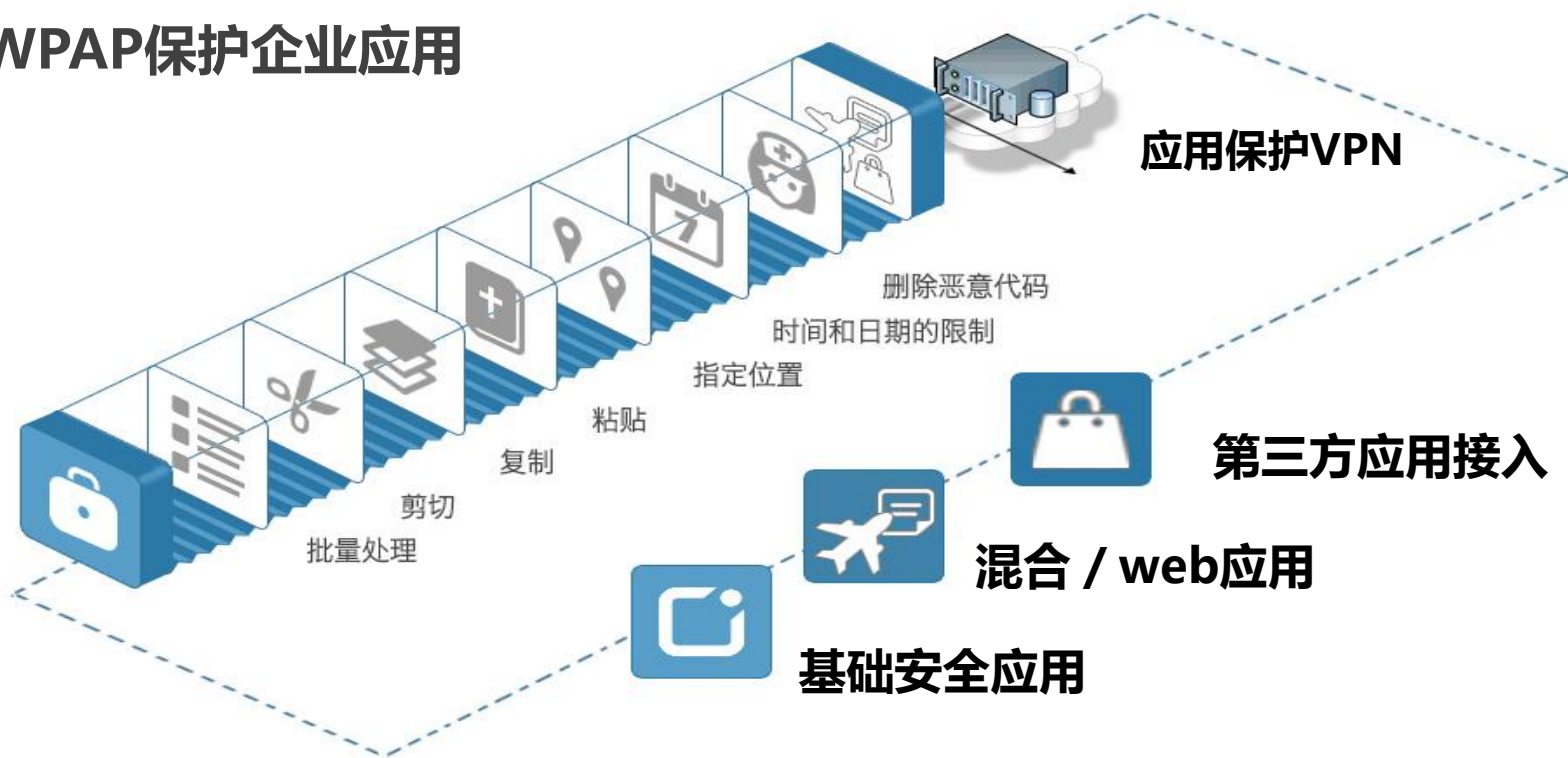 WPAP保护企业应用
应用保护VPN
删除恶意代码
时间和日期的限制
指定位置
粘贴
复制
剪切
批量处理
第三方应用接入
混合 / web应用
基础安全应用
7